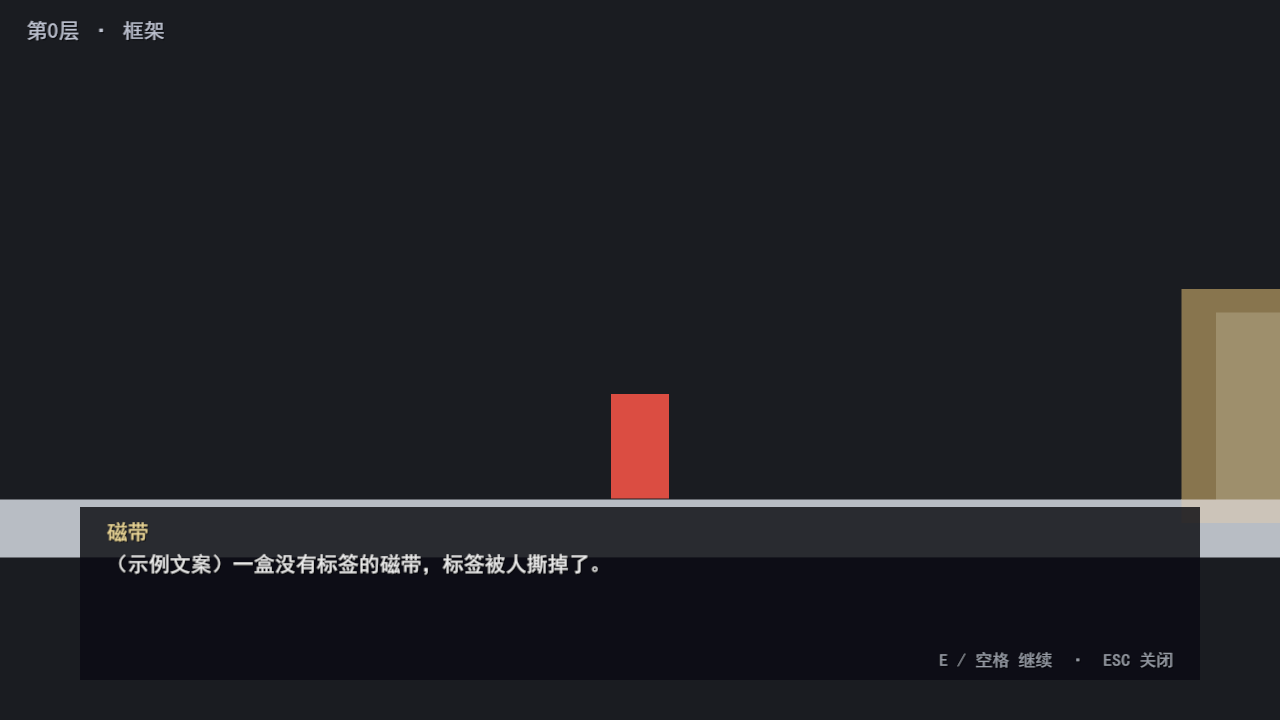 第0层 · 框架
磁带
（示例文案）一盒没有标签的磁带，标签被人撕掉了。
E / 空格 继续 · ESC 关闭